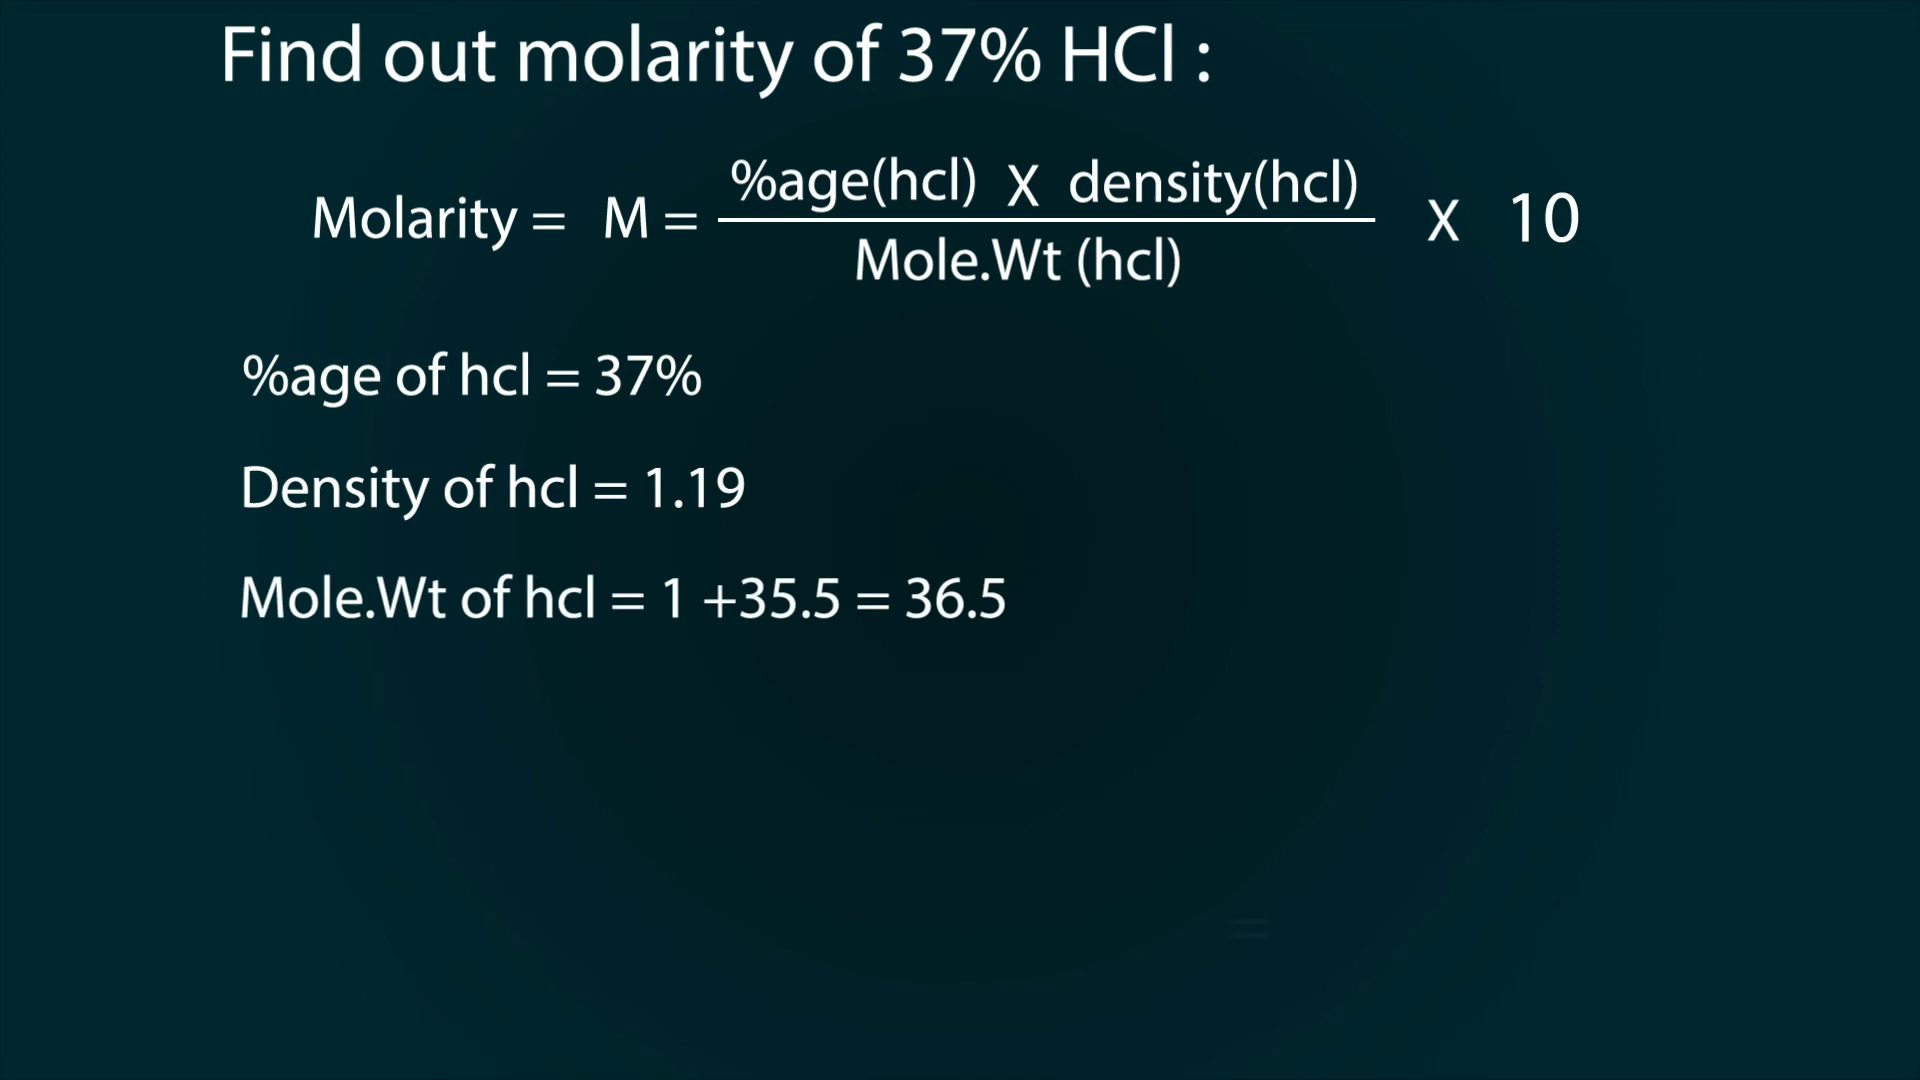 Find out molarity of 37% HCl :
%age(hcl) X density(hcl)
Molarity = M = X 10
Mole.Wt (hcl)
%age of hcl = 37%
Density of hcl = 1.19
Mole.Wt of hcl = 1 +35.5 = 36.5
=